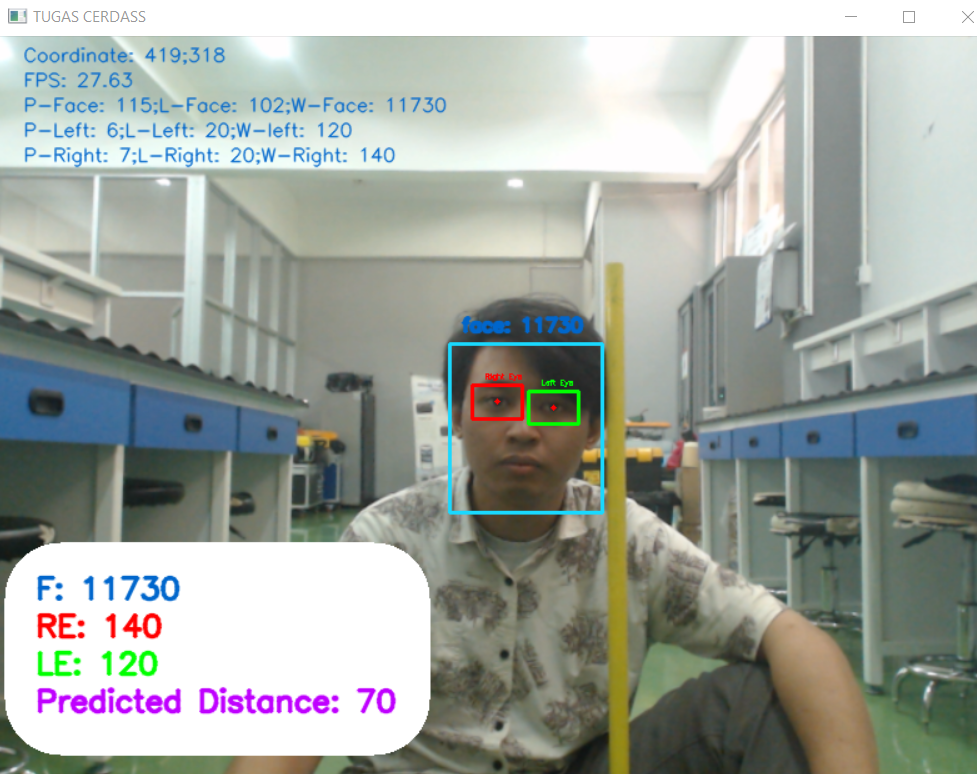 TUGAS CERDASS
Coordinate: 419;318
FPS: 27.63
P-Face: 115;L-Face: 102;W-Face: 11730
P-Left: 6;L-Left: 20;W-left: 120
P-Right: 7;L-Right: 20;W-Right: 140
face: 11730
Right Eye
Left Eye
F: 11730
RE: 140
LE: 120
Predicted Distance: 70